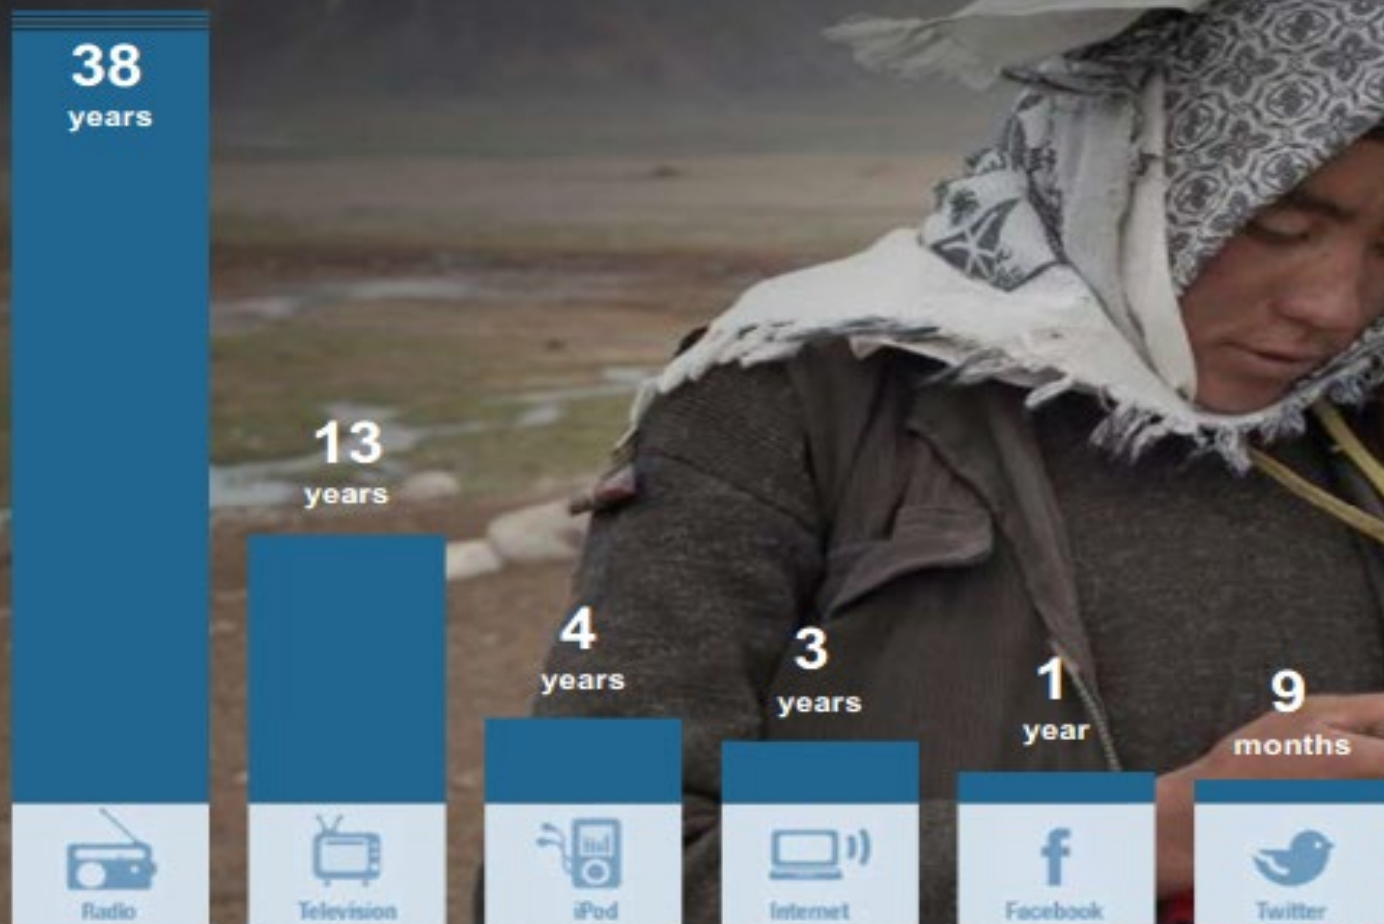 38
years
13
years
4
years
3
years
1
year
9
months
Radio
Television
iPod
Internet
Facebook
Twitter